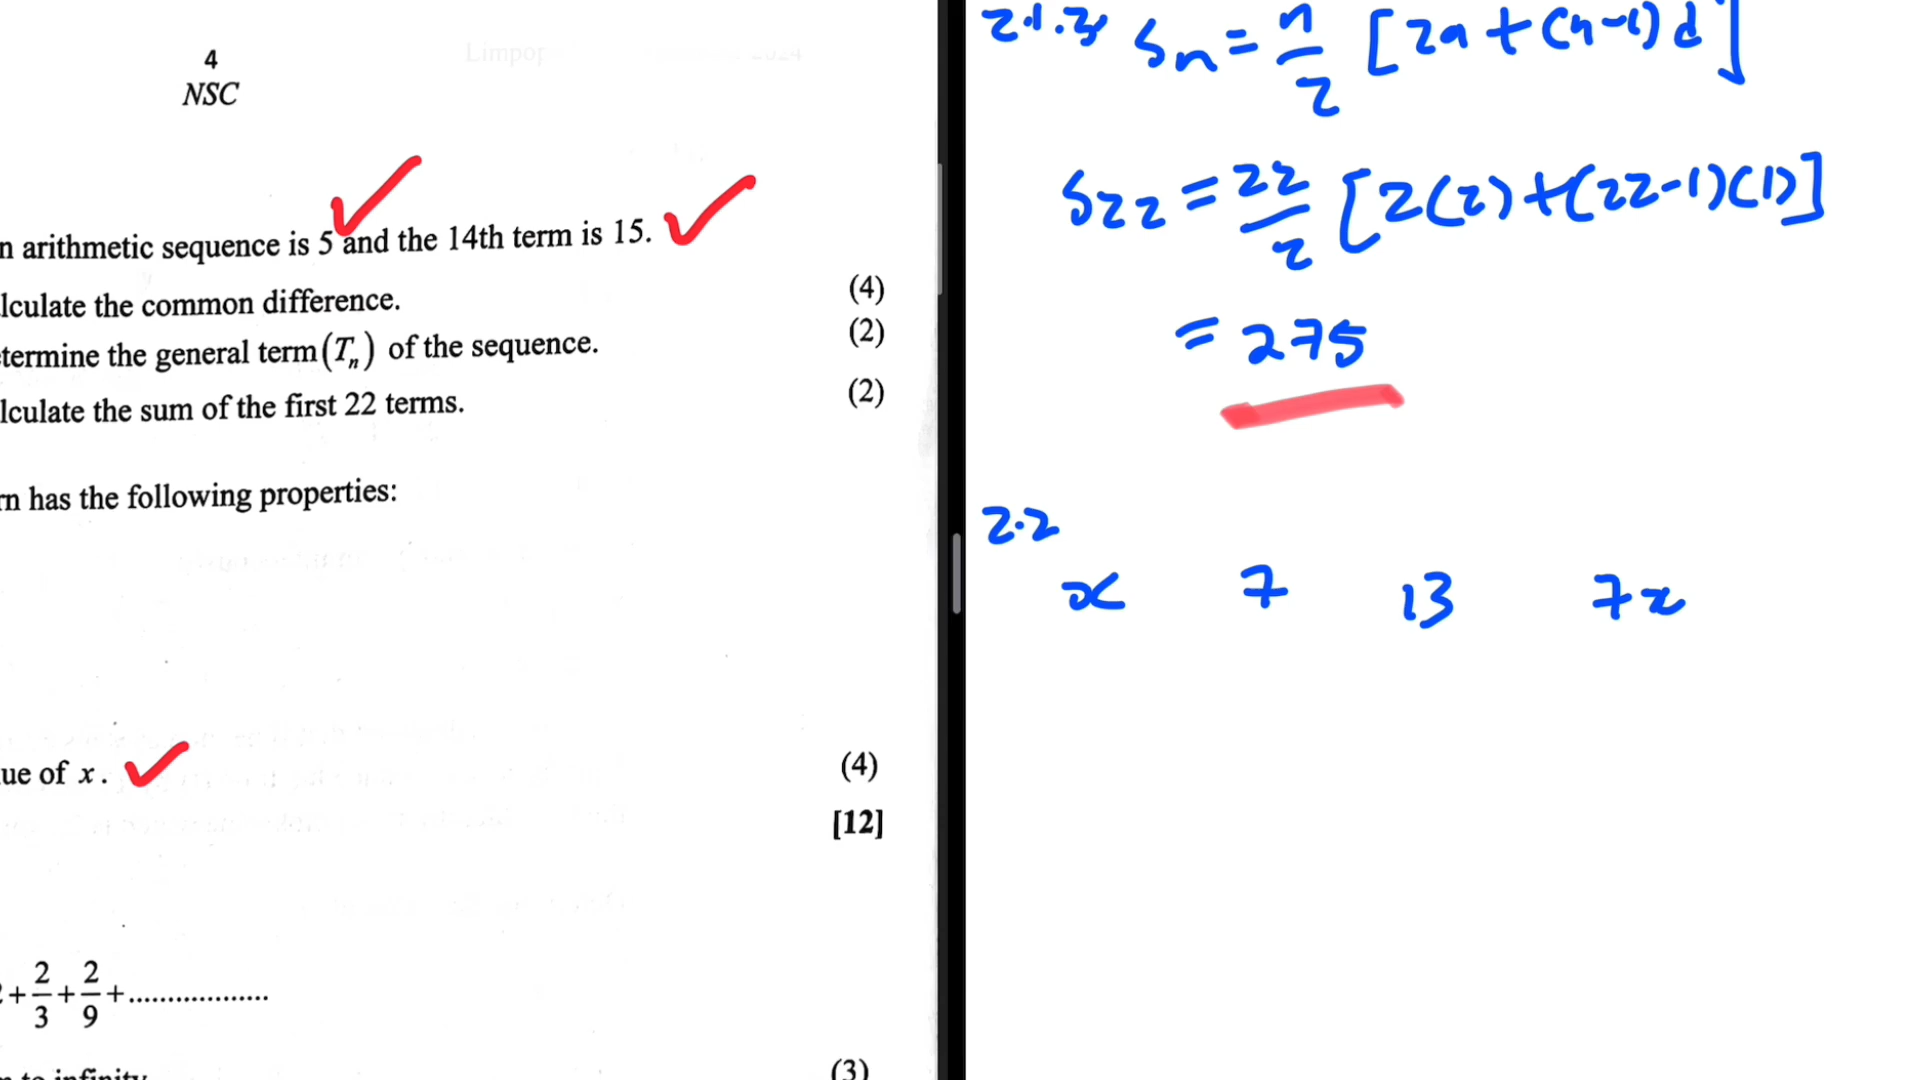 4
NSC
n arithmetic sequence is 5 and the 14th term is 15.
lculate the common difference. (4)
termine the general term (Tₙ) of the sequence. (2)
lculate the sum of the first 22 terms. (2)
rn has the following properties:
ue of x. (4)
[12]
+ 2/3 + 2/9 + ...................
n to infinity (3)
2.1.3 Sn = n/2 [2a + (n-1)d]
S22 = 22/2 [2(2) + (22-1)(1)]
= 275
2.2
x 7 13 7x